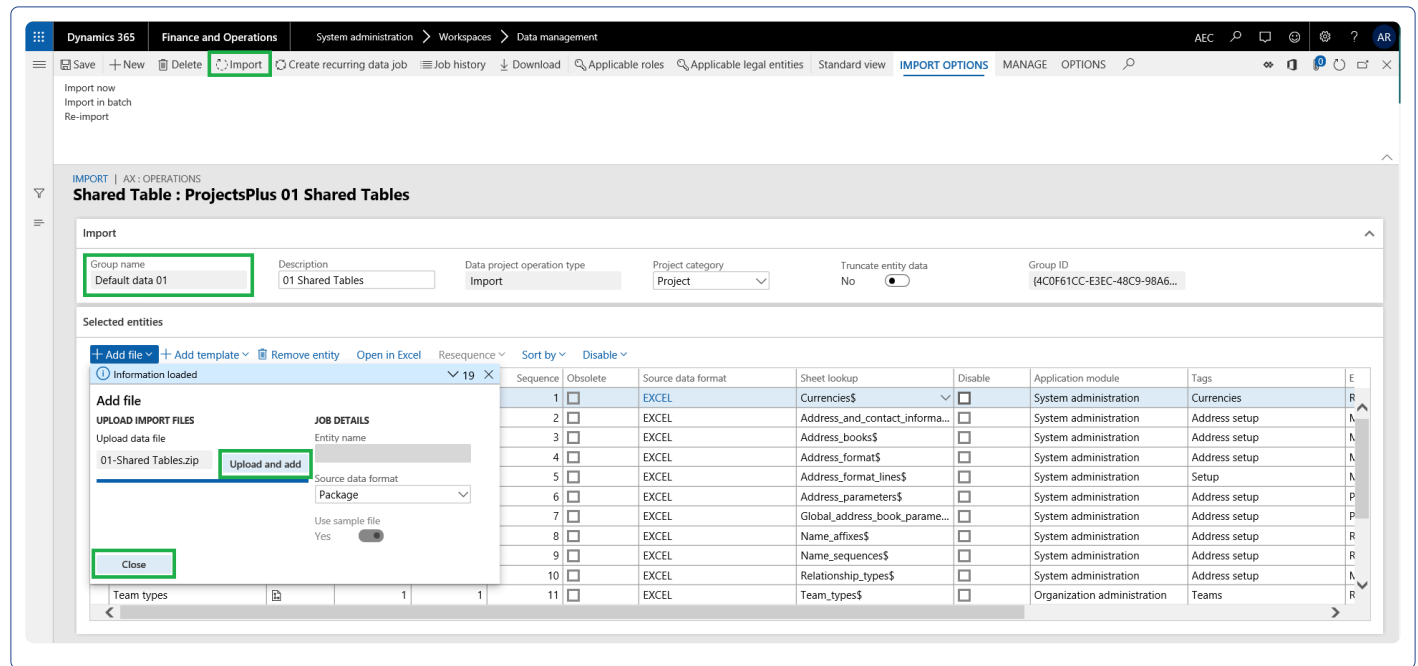 Dynamics 365 Finance and Operations System administration Workspaces Data management AEC ? AR
Save New Delete Import Create recurring data job Job history Download Applicable roles Applicable legal entities Standard view IMPORT OPTIONS MANAGE OPTIONS 0
Import now
Import in batch
Re-import
IMPORT | AX : OPERATIONS
Shared Table : ProjectsPlus 01 Shared Tables
Import
Group name Description Data project operation type Project category Truncate entity data Group ID
Default data 01 01 Shared Tables Import Project No {4C0F61CC-E3EC-48C9-98A6...
Selected entities
+ Add file + Add template Remove entity Open in Excel Resequence Sort by Disable
Information loaded 19
Add file
UPLOAD IMPORT FILES JOB DETAILS
Upload data file Entity name
01-Shared Tables.zip Upload and add
Source data format
Package
Use sample file
Yes
Close
Sequence Obsolete Source data format Sheet lookup Disable Application module Tags E
1 EXCEL Currencies$ System administration Currencies R
2 EXCEL Address_and_contact_informa... System administration Address setup
3 EXCEL Address_books$ System administration Address setup
4 EXCEL Address_format$ System administration Address setup
5 EXCEL Address_format_lines$ System administration Setup
6 EXCEL Address_parameters$ System administration Address setup P
7 EXCEL Global_address_book_parame... System administration Address setup P
8 EXCEL Name_affixes$ System administration Address setup R
9 EXCEL Name_sequences$ System administration Address setup R
10 EXCEL Relationship_types$ System administration Address setup
Team types 1 1 11 EXCEL Team_types$ Organization administration Teams R